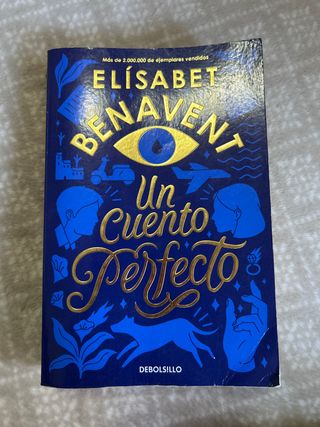 Más de 2.000.000 de ejemplares vendidos
ELÍSABET
BENAVENT
Un
Cuento
Perfecto
DEBOLSILLO